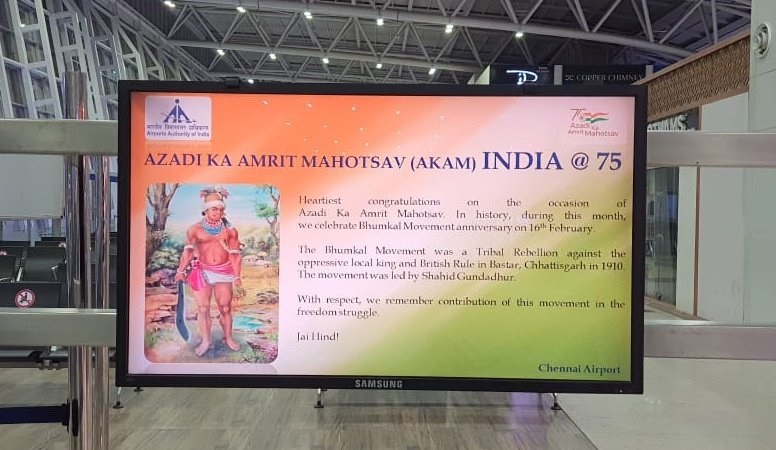 COPPER CHIMNEY
भारतीय विमानपत्तन प्राधिकरण
Airports Authority of India
75
Azadi Ka
Amrit Mahotsav
AZADI KA AMRIT MAHOTSAV (AKAM) INDIA @ 75
Heartiest congratulations on the occasion of
Azadi Ka Amrit Mahotsav. In history, during this month,
we celebrate Bhumkal Movement anniversary on 16th February.
The Bhumkal Movement was a Tribal Rebellion against the
oppressive local king and British Rule in Bastar, Chhattisgarh in 1910.
The movement was led by Shahid Gundadhur.
With respect, we remember contribution of this movement in the
freedom struggle.
Jai Hind!
Chennai Airport
SAMSUNG